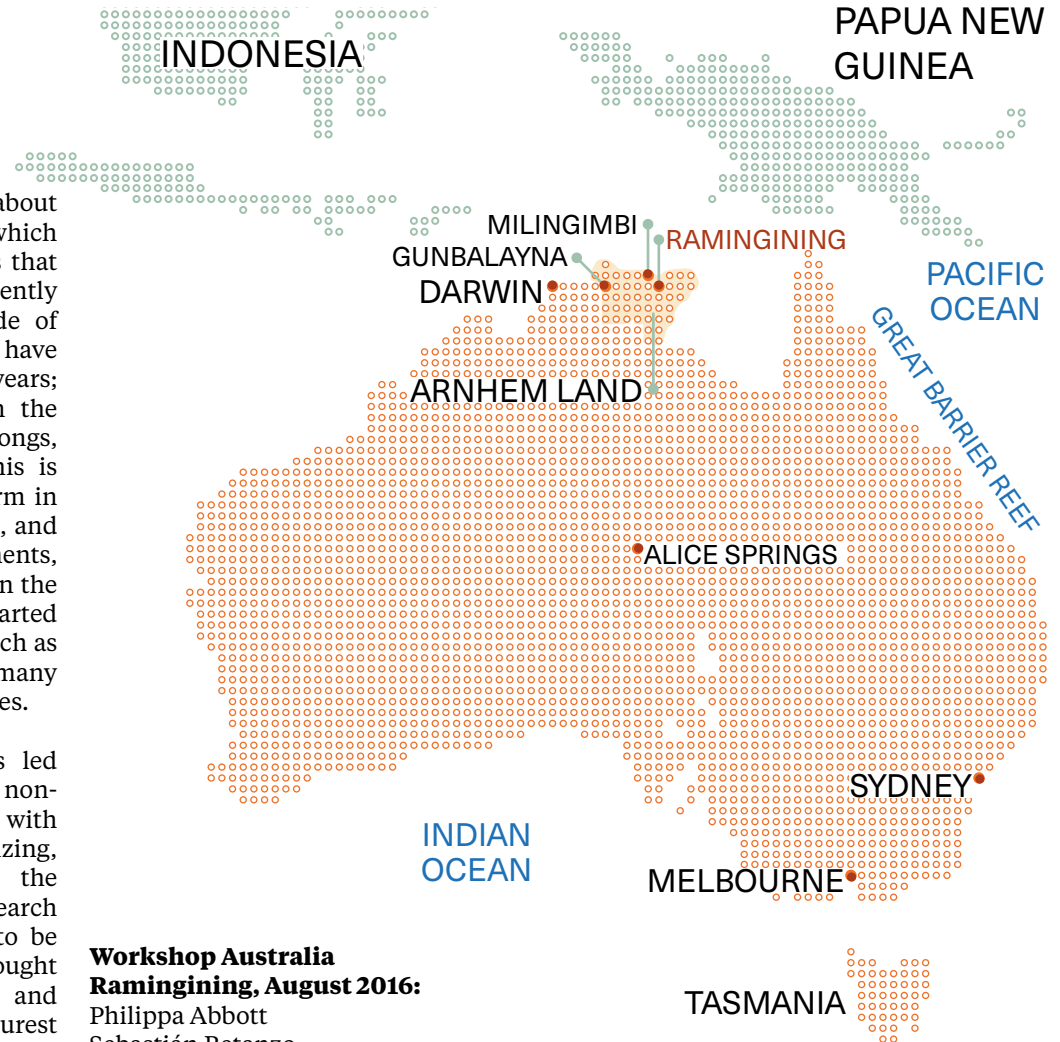 INDONESIA
PAPUA NEW
GUINEA
MILINGIMBI
RAMINGINING
GUNBALAYNA
DARWIN
PACIFIC
OCEAN
GREAT BARRIER REEF
ARNHEM LAND
ALICE SPRINGS
SYDNEY
INDIAN
OCEAN
MELBOURNE
TASMANIA
about
which
that
ently
de of
have
years;
the
ongs,
is
rm in
, and
ents,
n the
arted
ch as
many
es.
led
non-
with
zing,
the
earch
to be
ought
and
urest
Workshop Australia
Ramingining, August 2016:
Philippa Abbott